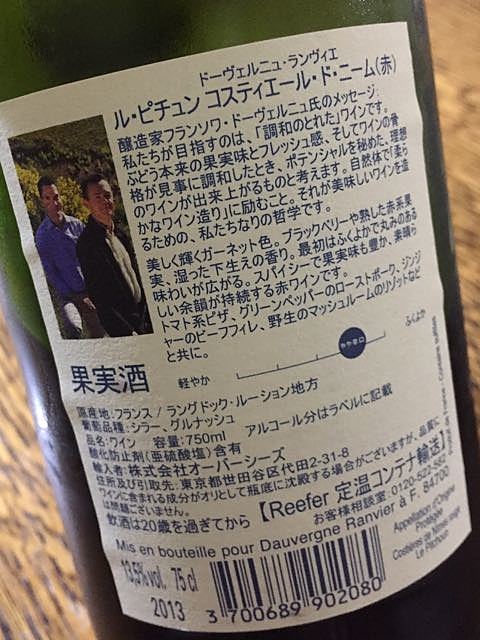 ドーヴェルニュ・ランヴィエ
ル・ピチュン コスティエール・ド・ニーム(赤)
醸造家フランソワ・ドーヴェルニュ氏のメッセージ:
私たちが目指すのは、「調和のとれた」ワインです。
ぶどう本来の果実味とフレッシュ感、そしてワインの骨
格が見事に調和したとき、ポテンシャルを秘めた、理想
のワインが出来上がるものと考えます。自然体で「柔ら
かなワイン造り」に励むこと。それが美味しいワインを造
るための、私たちなりの哲学です。
美しく輝くガーネット色。ブラックベリーや熟した赤系果
実、湿った下生えの香り。最初はふくよかで丸みのある
味わいが広がる。スパイシーで果実味も豊か、素晴ら
しい余韻が持続する赤ワインです。
トマト系ピザ、グリーンペッパーのローストポーク、ジンジ
ャーのビーフフィレ、野生のマッシュルームのリゾットなど
と共に。
果実酒
軽やか
やや辛口
ふくよか
原産地:フランス / ラングドック・ルーション地方
葡萄品種:シラー、グルナッシュ
品名:ワイン 容量:750ml アルコール分はラベルに記載
酸化防止剤(亜硫酸塩)含有
輸入者:株式会社オーバーシーズ
住所及び引取先:東京都世田谷区代田2-31-8
ワインに含まれる成分がオリとして瓶底に沈殿する場合がございますが、品質に
は問題ございません。
【Reefer 定温コンテナ輸送】
飲酒は20歳を過ぎてから
お客様相談室:0120-522-582
Mis en bouteille pour Dauvergne Ranvier à F. 84700
13,5%vol. 75 cl
2013
3 700689 902080
Appellation d'Origine
Protégée
Costières de Nîmes rouge
Le Pitchoun